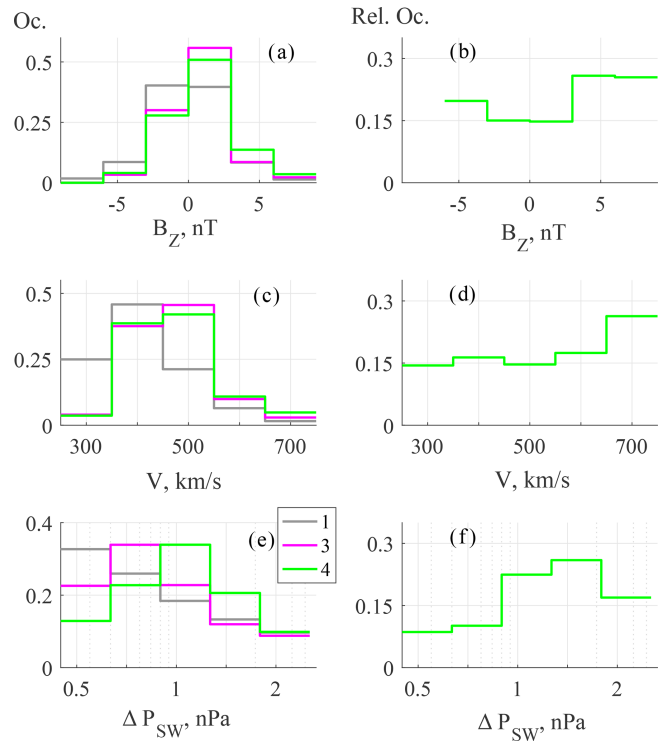 Oc. Rel. Oc.
(a) (b)
0.5 0.3
0.25 0.15
0 0
-5 0 5 -5 0 5
B_Z, nT B_Z, nT
(c) (d)
0.5 0.3
0.25 0.15
0 0
300 500 700 300 500 700
V, km/s V, km/s
(e) (f)
1
3
4
0.4 0.3
0.2 0.15
0 0
0.5 1 2 0.5 1 2
Δ P_SW, nPa Δ P_SW, nPa